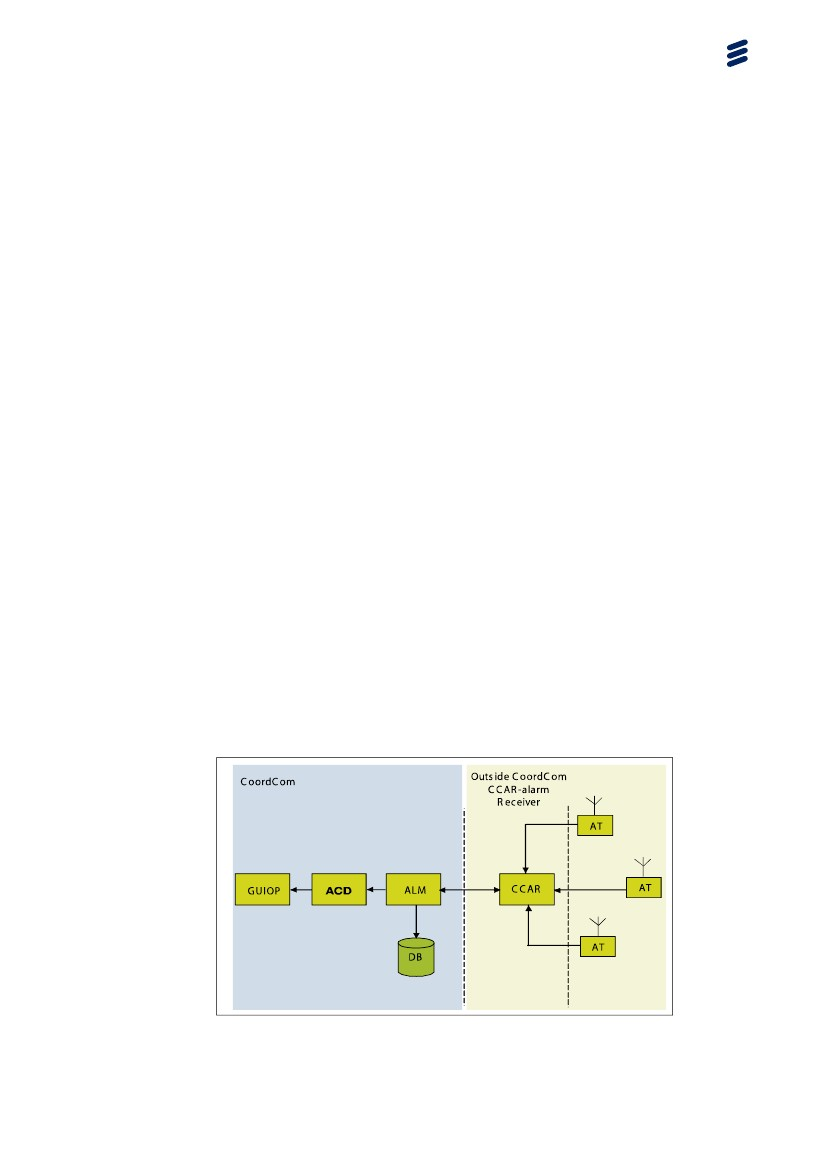 CoordCom
Outside CoordCom
CCAR-alarm
Receiver
AT
GUIOP
ACD
ALM
CCAR
AT
AT
DB